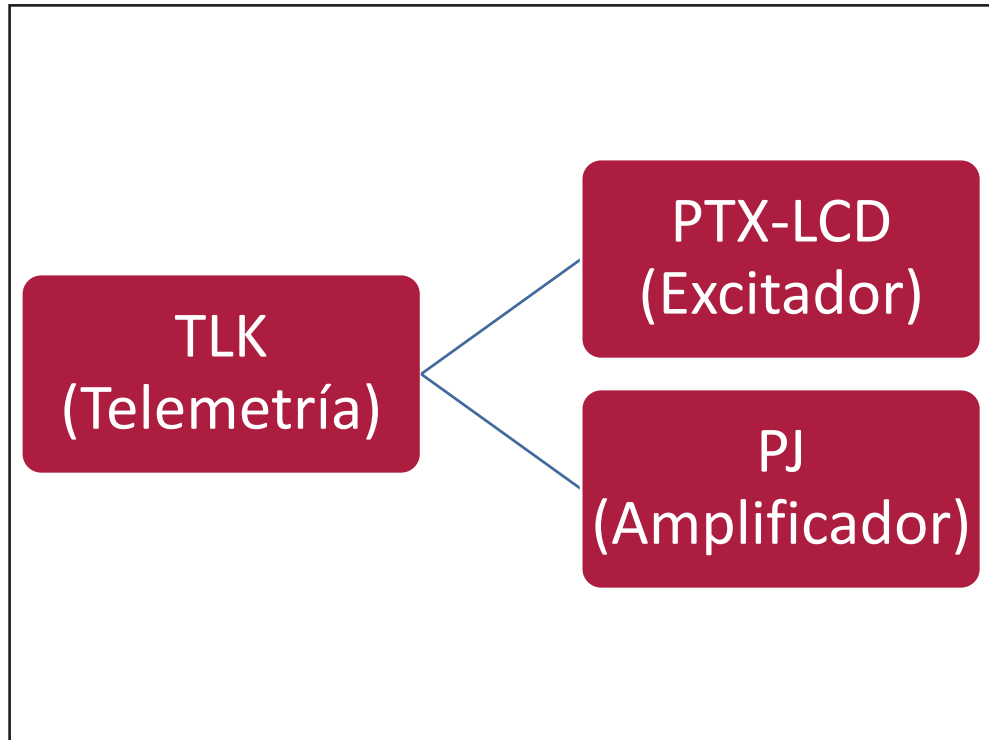 TLK
(Telemetría)
PTX-LCD
(Excitador)
PJ
(Amplificador)